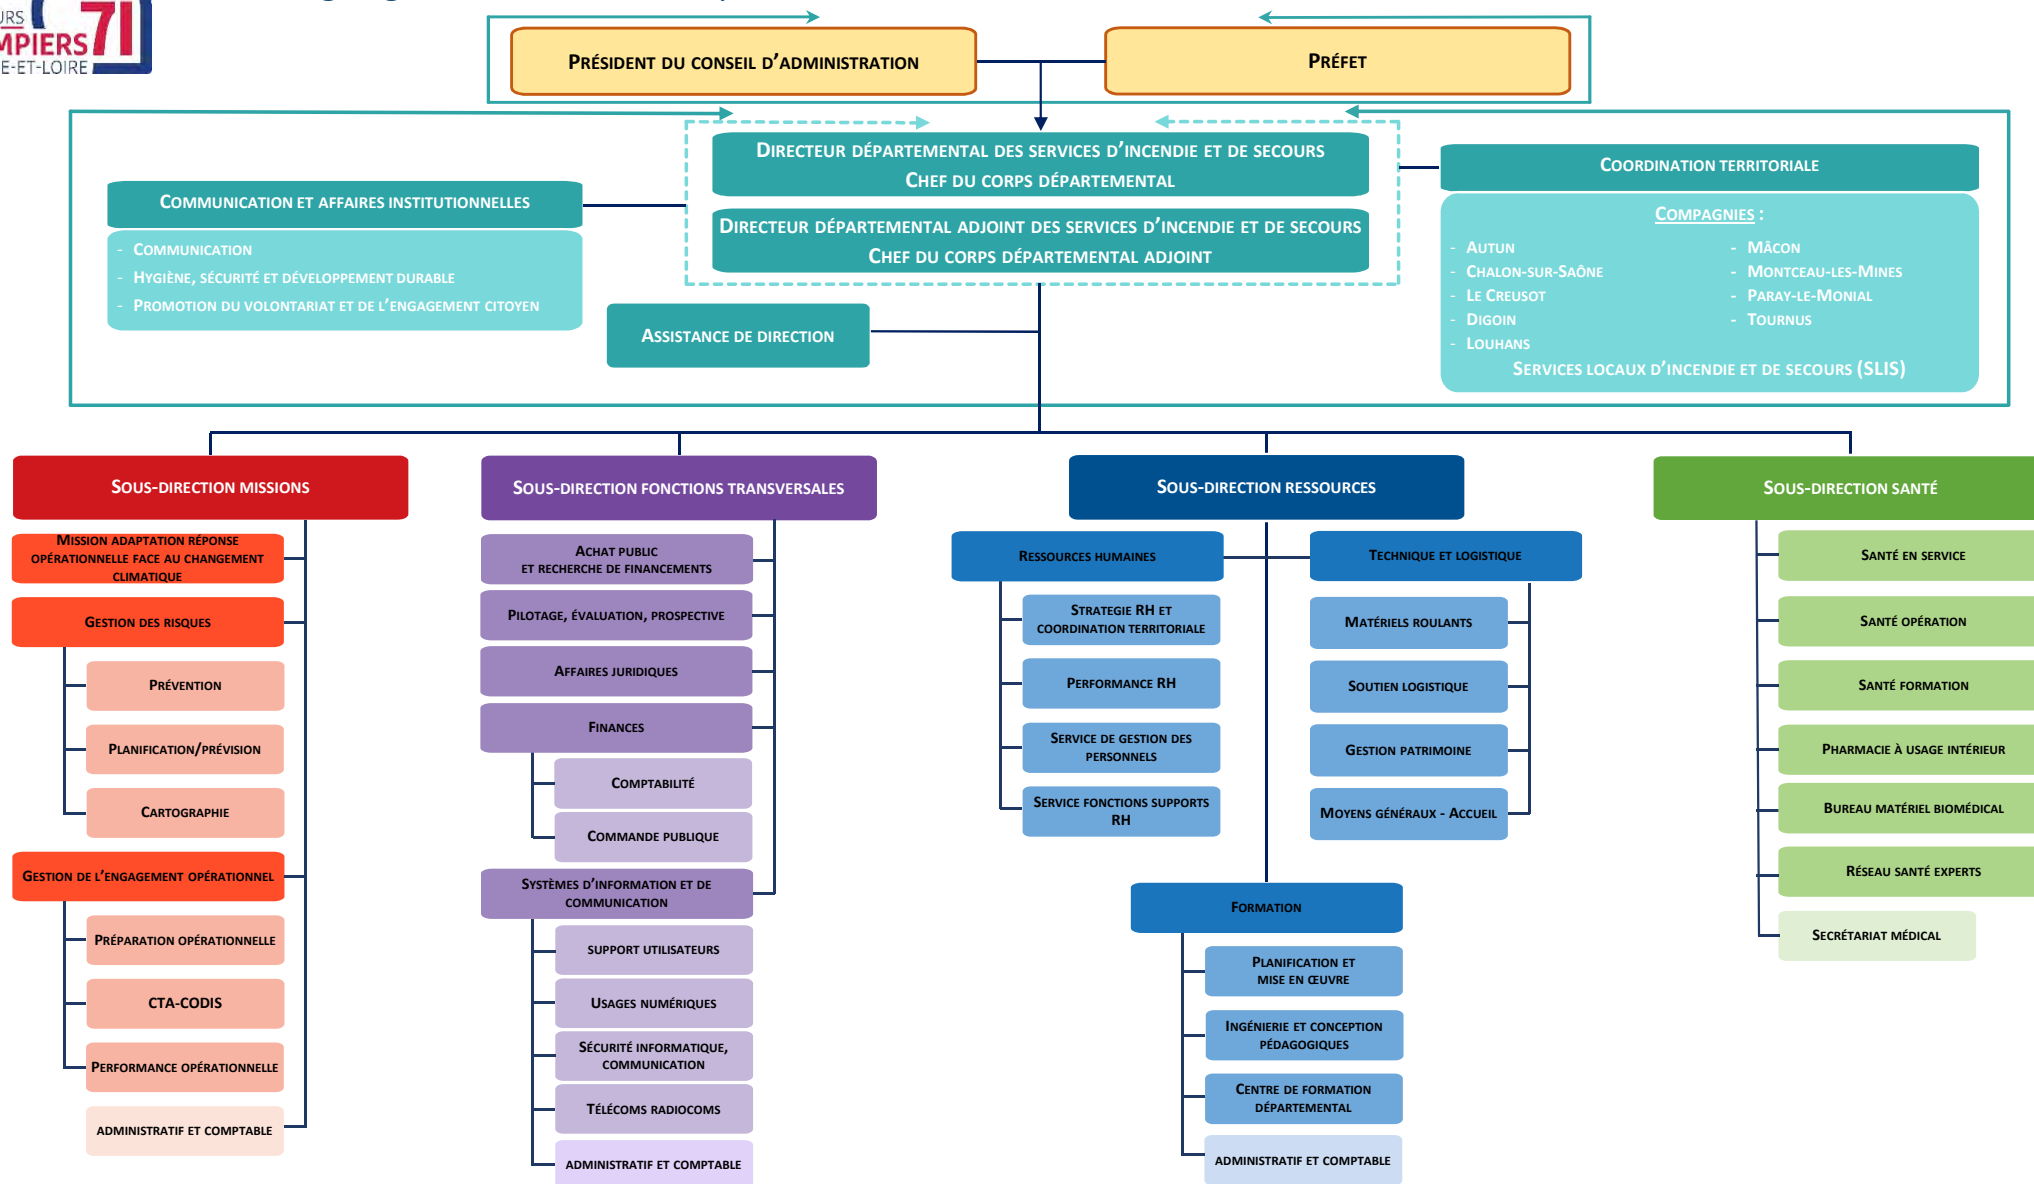 71
E-ET-LOIRE
PRÉSIDENT DU CONSEIL D'ADMINISTRATION
PRÉFET
DIRECTEUR DÉPARTEMENTAL DES SERVICES D'INCENDIE ET DE SECOURS
CHEF DU CORPS DÉPARTEMENTAL
DIRECTEUR DÉPARTEMENTAL ADJOINT DES SERVICES D'INCENDIE ET DE SECOURS
CHEF DU CORPS DÉPARTEMENTAL ADJOINT
COMMUNICATION ET AFFAIRES INSTITUTIONNELLES
- COMMUNICATION
- HYGIÈNE, SÉCURITÉ ET DÉVELOPPEMENT DURABLE
- PROMOTION DU VOLONTARIAT ET DE L'ENGAGEMENT CITOYEN
ASSISTANCE DE DIRECTION
COORDINATION TERRITORIALE
COMPAGNIES :
- AUTUN
- CHALON-SUR-SAÔNE
- LE CREUSOT
- DIGOIN
- LOUHANS
- MÂCON
- MONTCEAU-LES-MINES
- PARAY-LE-MONIAL
- TOURNUS
SERVICES LOCAUX D'INCENDIE ET DE SECOURS (SLIS)
SOUS-DIRECTION MISSIONS
MISSION ADAPTATION RÉPONSE
OPÉRATIONNELLE FACE AU CHANGEMENT
CLIMATIQUE
GESTION DES RISQUES
PRÉVENTION
PLANIFICATION/PRÉVISION
CARTOGRAPHIE
GESTION DE L'ENGAGEMENT OPÉRATIONNEL
PRÉPARATION OPÉRATIONNELLE
CTA-CODIS
PERFORMANCE OPÉRATIONNELLE
ADMINISTRATIF ET COMPTABLE
SOUS-DIRECTION FONCTIONS TRANSVERSALES
ACHAT PUBLIC
ET RECHERCHE DE FINANCEMENTS
PILOTAGE, ÉVALUATION, PROSPECTIVE
AFFAIRES JURIDIQUES
FINANCES
COMPTABILITÉ
COMMANDE PUBLIQUE
SYSTÈMES D'INFORMATION ET DE
COMMUNICATION
SUPPORT UTILISATEURS
USAGES NUMÉRIQUES
SÉCURITÉ INFORMATIQUE,
COMMUNICATION
TÉLÉCOMS RADIOCOMS
ADMINISTRATIF ET COMPTABLE
SOUS-DIRECTION RESSOURCES
RESSOURCES HUMAINES
STRATEGIE RH ET
COORDINATION TERRITORIALE
PERFORMANCE RH
SERVICE DE GESTION DES
PERSONNELS
SERVICE FONCTIONS SUPPORTS
RH
TECHNIQUE ET LOGISTIQUE
MATÉRIELS ROULANTS
SOUTIEN LOGISTIQUE
GESTION PATRIMOINE
MOYENS GÉNÉRAUX - ACCUEIL
FORMATION
PLANIFICATION ET
MISE EN ŒUVRE
INGÉNIERIE ET CONCEPTION
PÉDAGOGIQUES
CENTRE DE FORMATION
DÉPARTEMENTAL
ADMINISTRATIF ET COMPTABLE
SOUS-DIRECTION SANTÉ
SANTÉ EN SERVICE
SANTÉ OPÉRATION
SANTÉ FORMATION
PHARMACIE À USAGE INTÉRIEUR
BUREAU MATÉRIEL BIOMÉDICAL
RÉSEAU SANTÉ EXPERTS
SECRÉTARIAT MÉDICAL